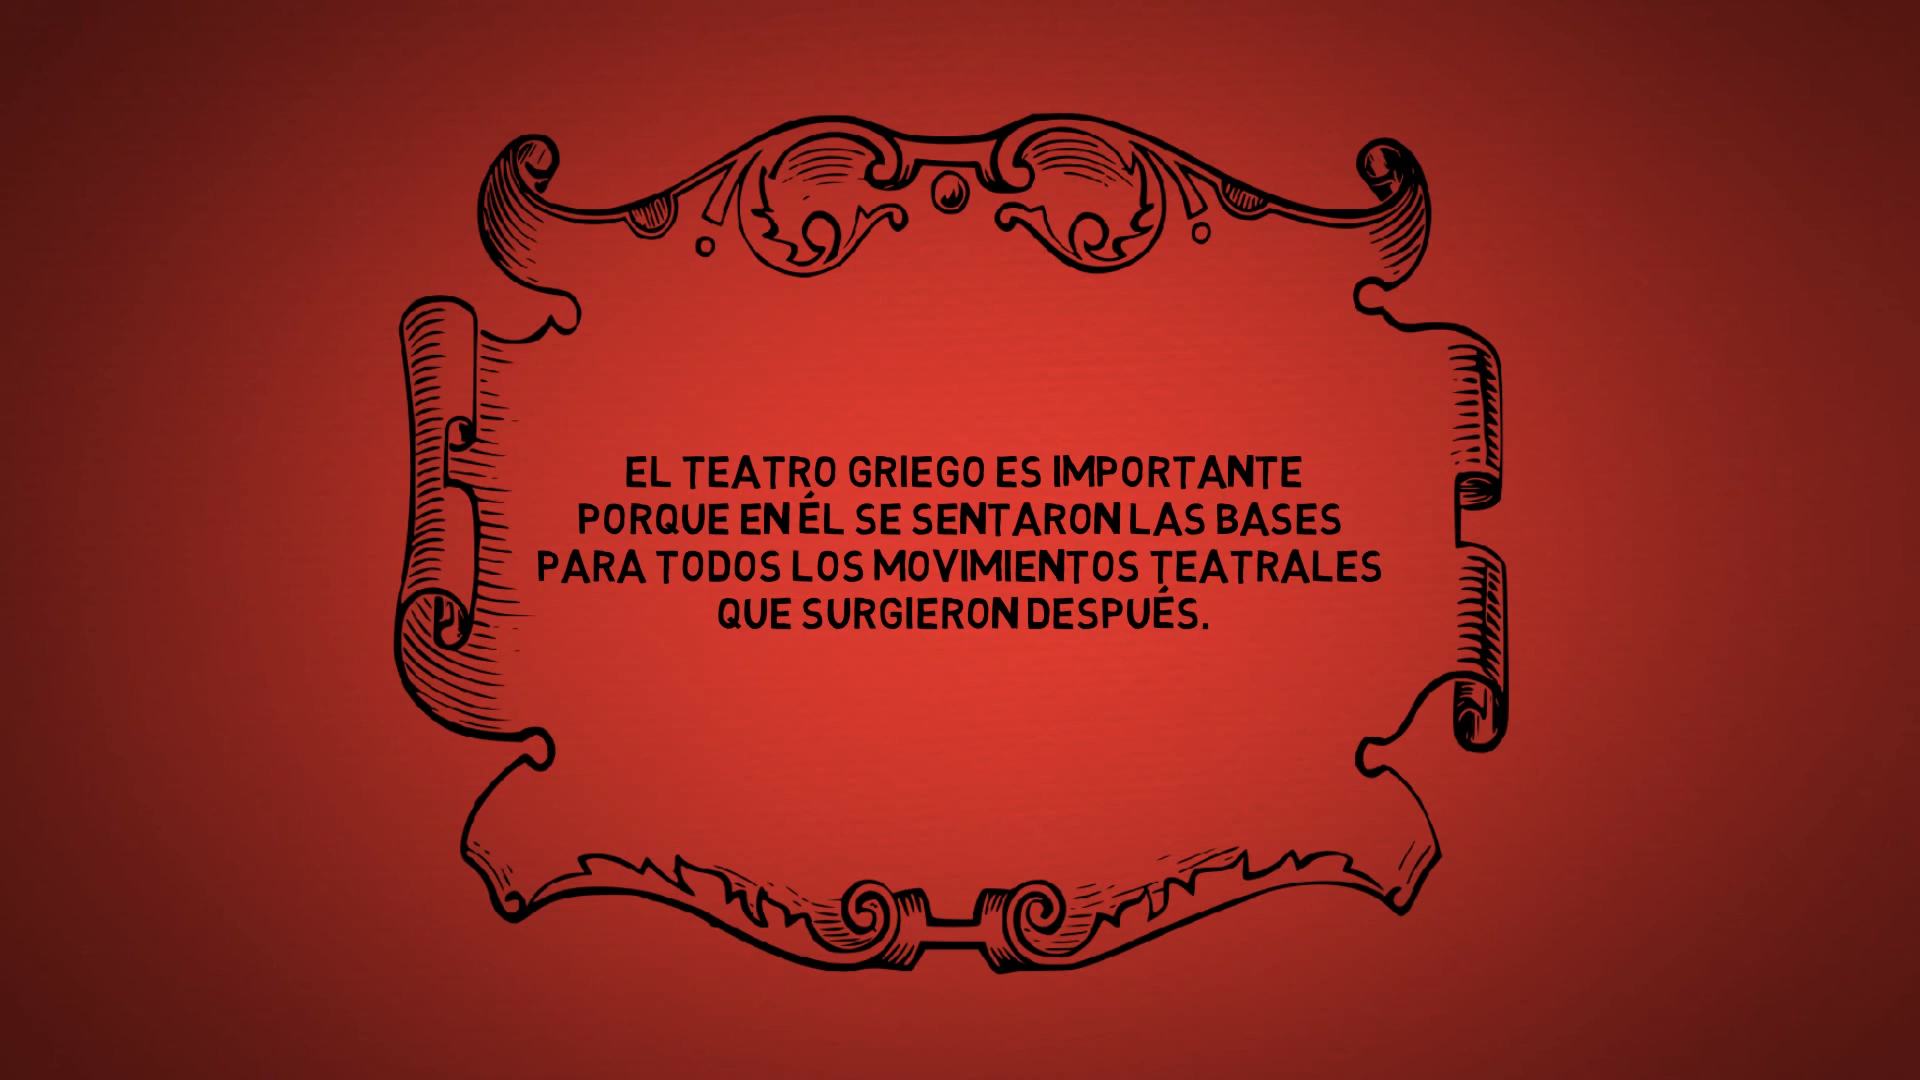 EL TEATRO GRIEGO ES IMPORTANTE
PORQUE EN ÉL SE SENTARON LAS BASES
PARA TODOS LOS MOVIMIENTOS TEATRALES
QUE SURGIERON DESPUÉS.